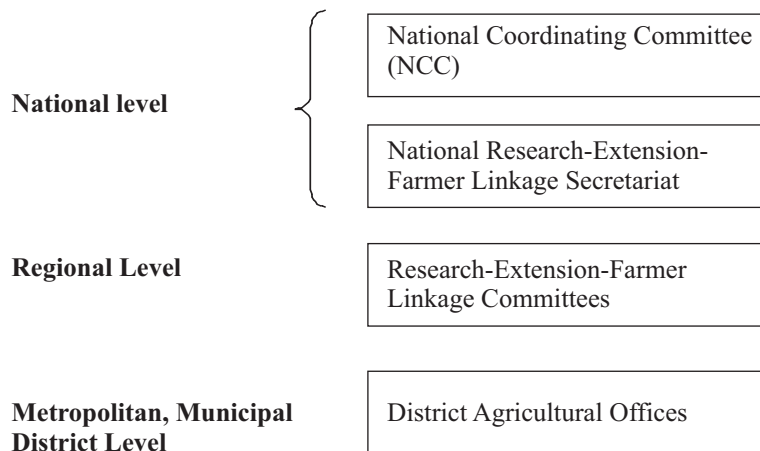 National level
National Coordinating Committee
(NCC)
National Research-Extension-
Farmer Linkage Secretariat
Regional Level
Research-Extension-Farmer
Linkage Committees
Metropolitan, Municipal
District Level
District Agricultural Offices